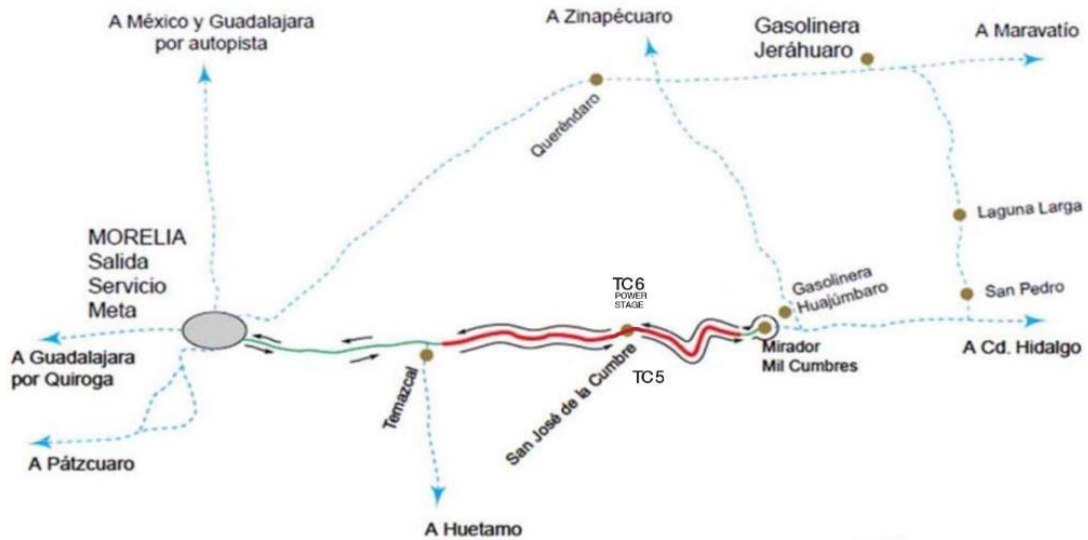 A México y Guadalajara
por autopista
A Zinapécuaro
Gasolinera
Jeráhuaro
A Maravatío
Queréndaro
Laguna Larga
MORELIA
Salida
Servicio
Meta
TC6
POWER
STAGE
Gasolinera
Huajúmbaro
San Pedro
A Guadalajara
por Quiroga
Temazcal
San José de la Cumbre
TC5
Mirador
Mil Cumbres
A Cd. Hidalgo
A Pátzcuaro
A Huetamo